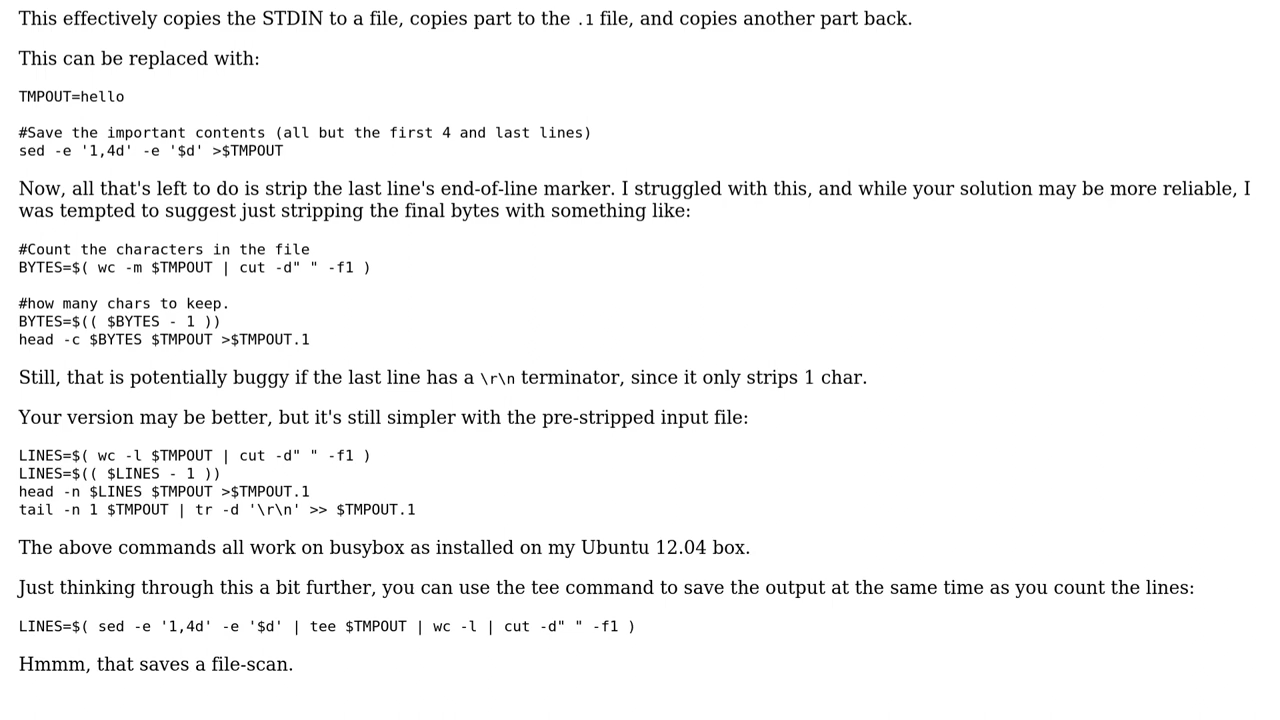 This effectively copies the STDIN to a file, copies part to the .1 file, and copies another part back.
This can be replaced with:
TMPOUT=hello
#Save the important contents (all but the first 4 and last lines)
sed -e '1,4d' -e '$d' >$TMPOUT
Now, all that's left to do is strip the last line's end-of-line marker. I struggled with this, and while your solution may be more reliable, I
was tempted to suggest just stripping the final bytes with something like:
#Count the characters in the file
BYTES=$( wc -m $TMPOUT | cut -d" " -f1 )
#how many chars to keep.
BYTES=$(( $BYTES - 1 ))
head -c $BYTES $TMPOUT >$TMPOUT.1
Still, that is potentially buggy if the last line has a \r\n terminator, since it only strips 1 char.
Your version may be better, but it's still simpler with the pre-stripped input file:
LINES=$( wc -l $TMPOUT | cut -d" " -f1 )
LINES=$(( $LINES - 1 ))
head -n $LINES $TMPOUT >$TMPOUT.1
tail -n 1 $TMPOUT | tr -d '\r\n' >> $TMPOUT.1
The above commands all work on busybox as installed on my Ubuntu 12.04 box.
Just thinking through this a bit further, you can use the tee command to save the output at the same time as you count the lines:
LINES=$( sed -e '1,4d' -e '$d' | tee $TMPOUT | wc -l | cut -d" " -f1 )
Hmmm, that saves a file-scan.